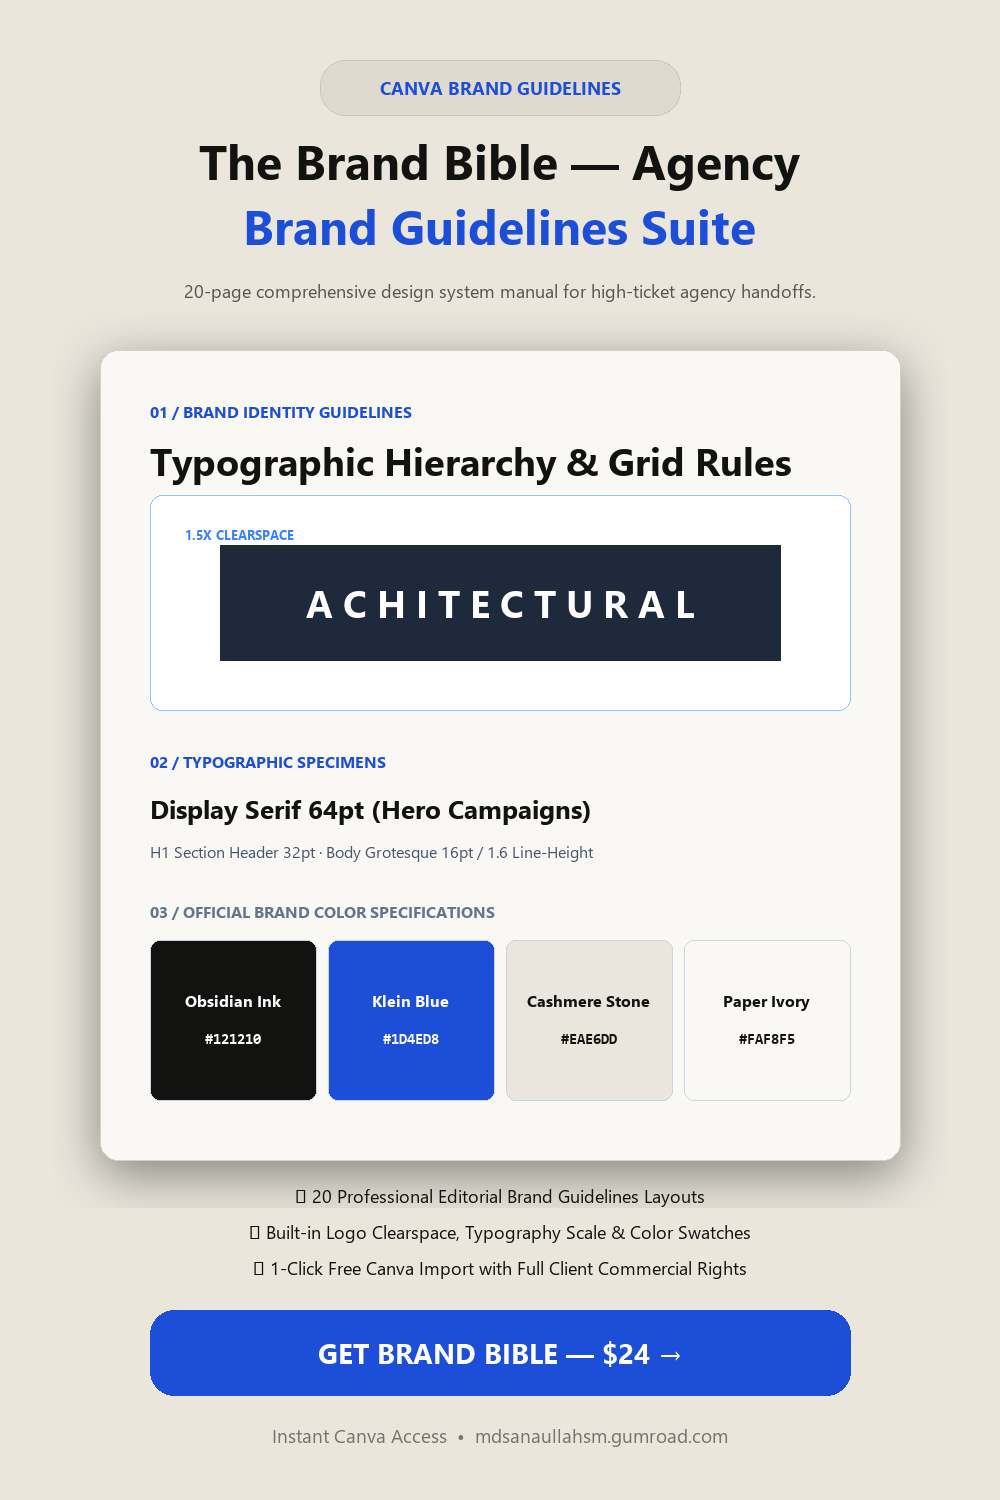 CANVA BRAND GUIDELINES
The Brand Bible — Agency
Brand Guidelines Suite
20-page comprehensive design system manual for high-ticket agency handoffs.
01 / BRAND IDENTITY GUIDELINES
Typographic Hierarchy & Grid Rules
1.5X CLEARSPACE
ACHITECTURAL
02 / TYPOGRAPHIC SPECIMENS
Display Serif 64pt (Hero Campaigns)
H1 Section Header 32pt · Body Grotesque 16pt / 1.6 Line-Height
03 / OFFICIAL BRAND COLOR SPECIFICATIONS
Obsidian Ink Klein Blue Cashmere Stone Paper Ivory
#121210 #1D4ED8 #EAE6DD #FAF8F5
▯ 20 Professional Editorial Brand Guidelines Layouts
▯ Built-in Logo Clearspace, Typography Scale & Color Swatches
▯ 1-Click Free Canva Import with Full Client Commercial Rights
GET BRAND BIBLE — $24 →
Instant Canva Access • mdsanaullahsm.gumroad.com